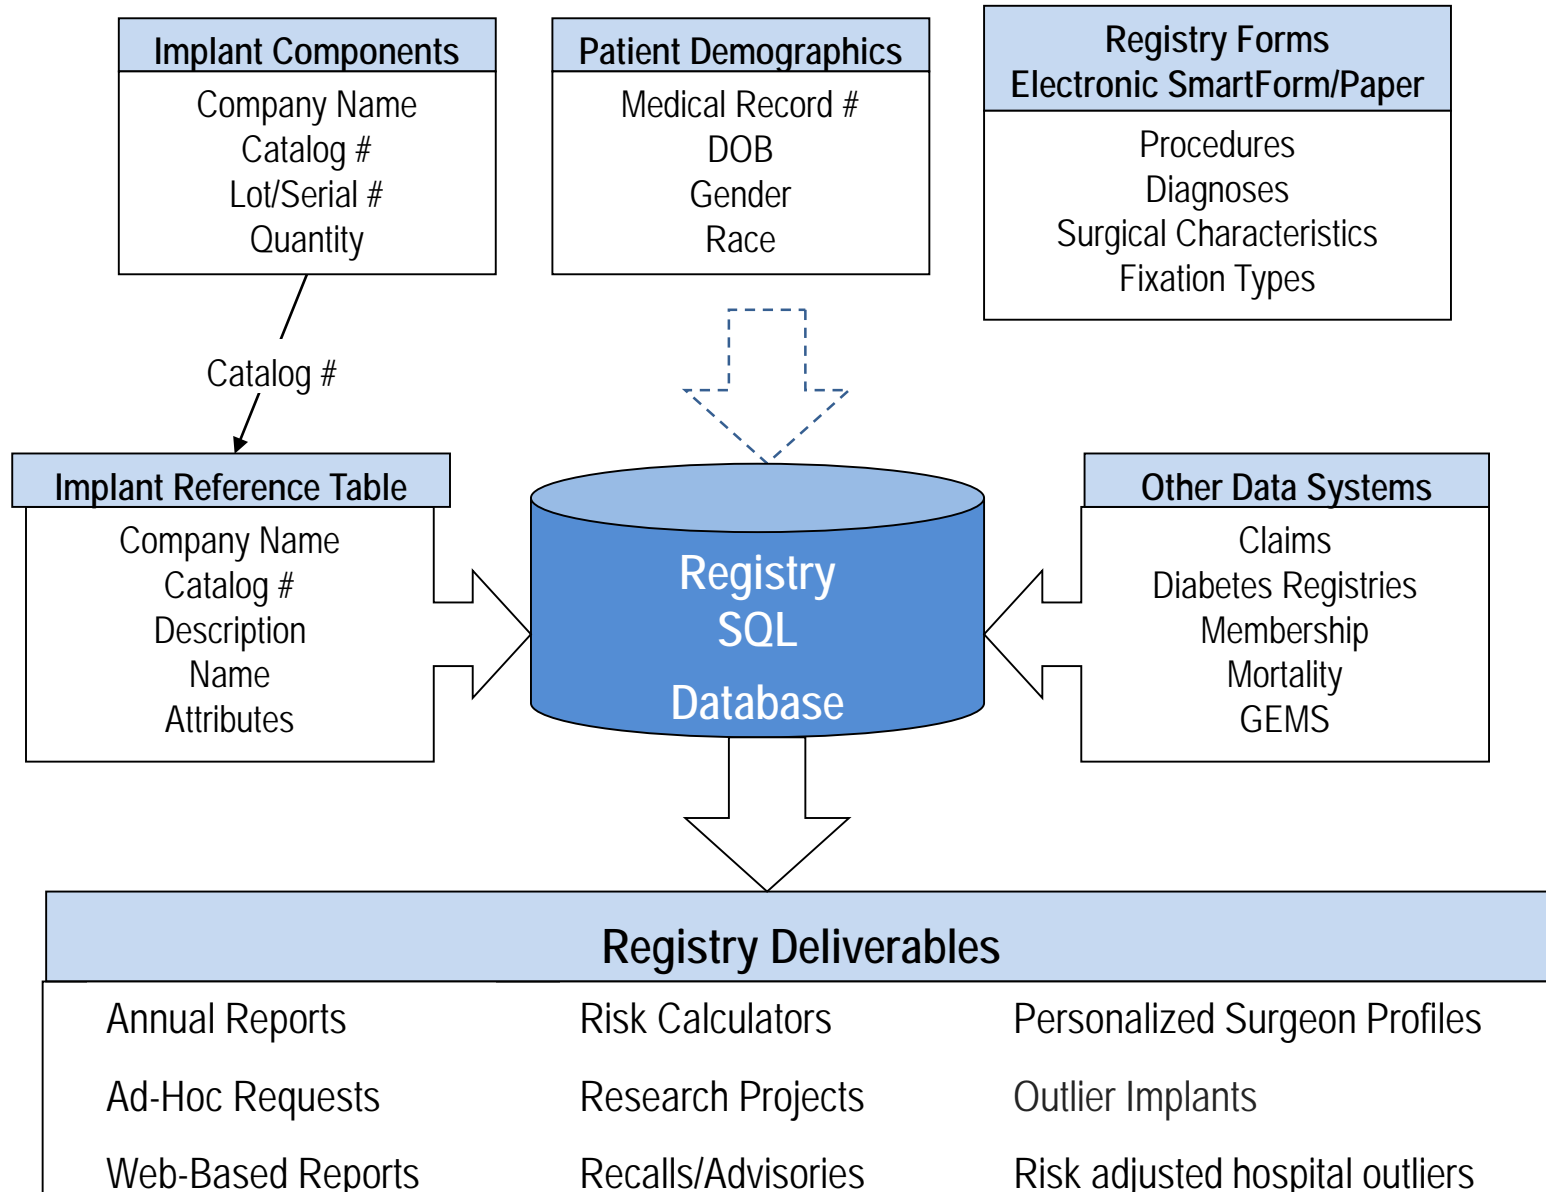 Implant Components
Company Name
Catalog #
Lot/Serial #
Quantity
Patient Demographics
Medical Record #
DOB
Gender
Race
Registry Forms
Electronic SmartForm/Paper
Procedures
Diagnoses
Surgical Characteristics
Fixation Types
Catalog #
Implant Reference Table
Company Name
Catalog #
Description
Name
Attributes
Registry
SQL
Database
Other Data Systems
Claims
Diabetes Registries
Membership
Mortality
GEMS
Registry Deliverables
Annual Reports
Risk Calculators
Personalized Surgeon Profiles
Ad-Hoc Requests
Research Projects
Outlier Implants
Web-Based Reports
Recalls/Advisories
Risk adjusted hospital outliers